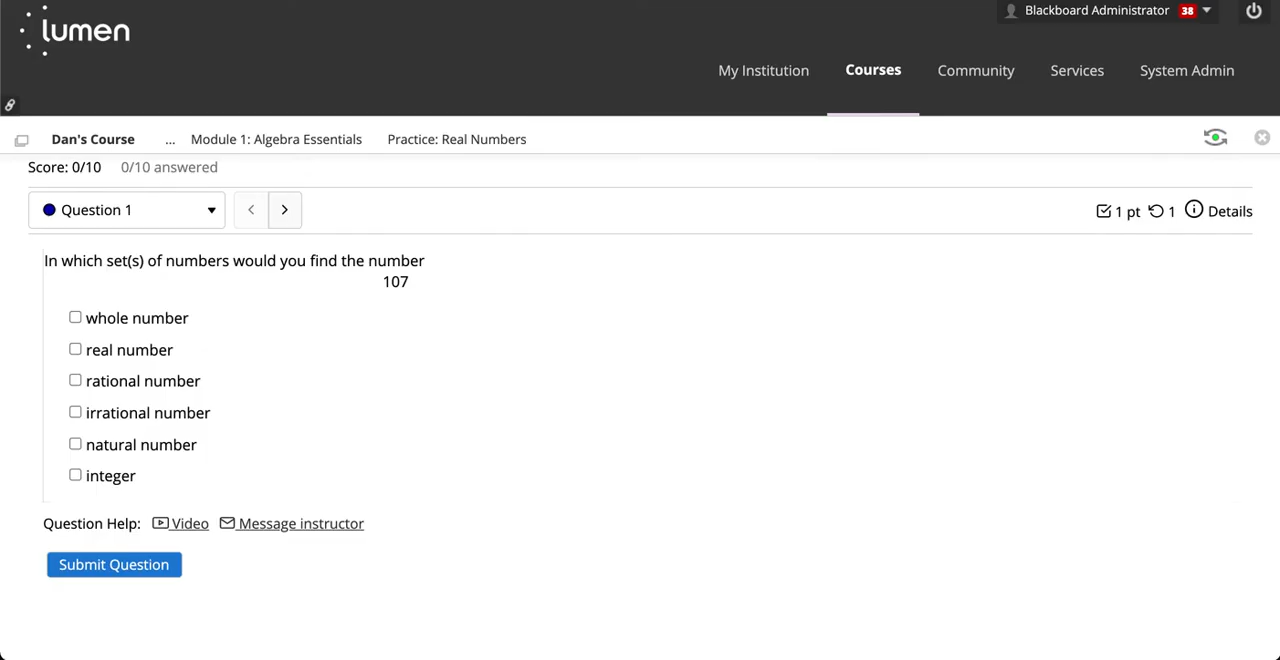 lumen
Blackboard Administrator 38
My Institution Courses Community Services System Admin
Dan's Course ... Module 1: Algebra Essentials Practice: Real Numbers
Score: 0/10 0/10 answered
Question 1 < > 1 pt 1 Details
In which set(s) of numbers would you find the number
107
whole number
real number
rational number
irrational number
natural number
integer
Question Help: Video Message instructor
Submit Question